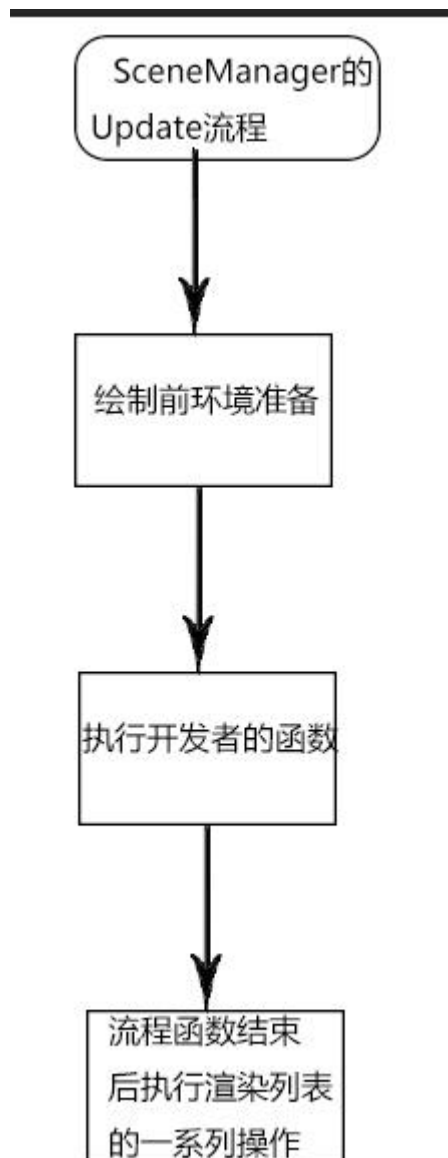 SceneManager的
Update流程
绘制前环境准备
执行开发者的函数
流程函数结束
后执行渲染列表
的一系列操作